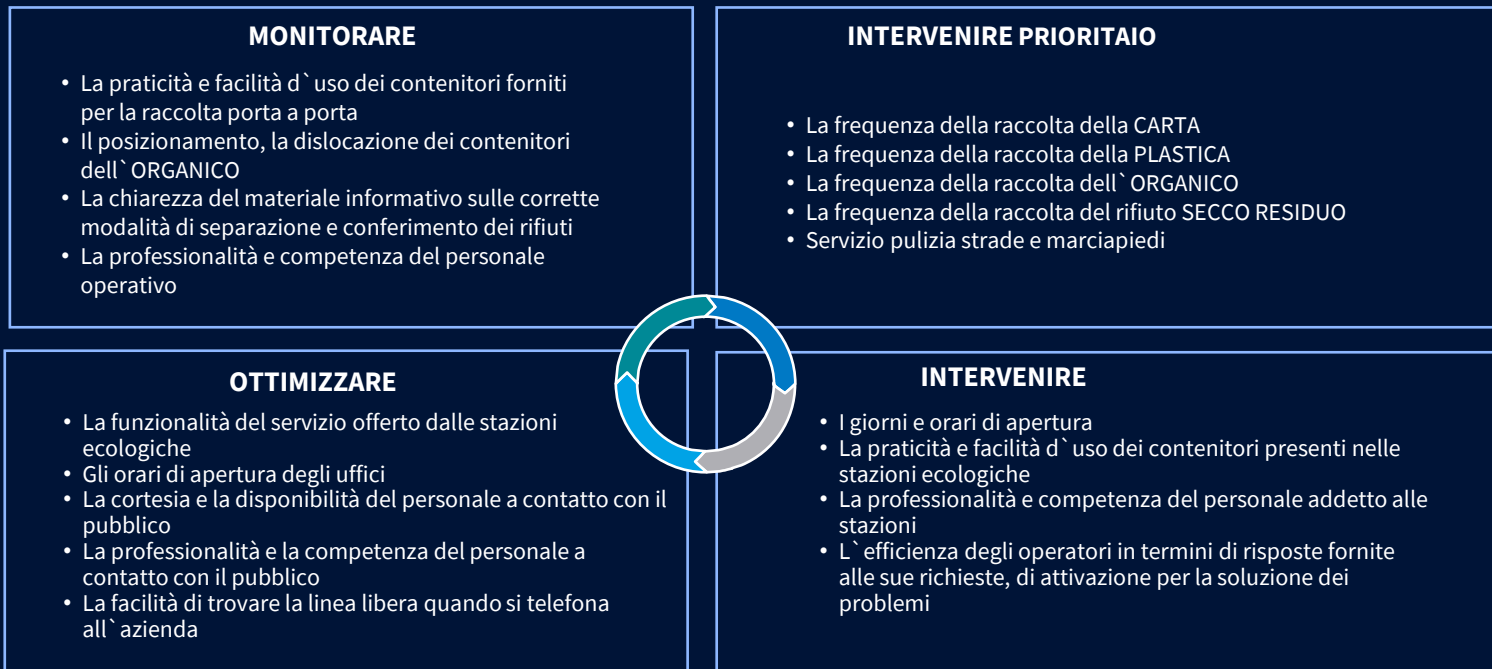 MONITORARE
• La praticità e facilità d`uso dei contenitori forniti
per la raccolta porta a porta
• Il posizionamento, la dislocazione dei contenitori
dell`ORGANICO
• La chiarezza del materiale informativo sulle corrette
modalità di separazione e conferimento dei rifiuti
• La professionalità e competenza del personale
operativo
INTERVENIRE PRIORITAIO
• La frequenza della raccolta della CARTA
• La frequenza della raccolta della PLASTICA
• La frequenza della raccolta dell`ORGANICO
• La frequenza della raccolta del rifiuto SECCO RESIDUO
• Servizio pulizia strade e marciapiedi
OTTIMIZZARE
• La funzionalità del servizio offerto dalle stazioni
ecologiche
• Gli orari di apertura degli uffici
• La cortesia e la disponibilità del personale a contatto con il
pubblico
• La professionalità e la competenza del personale a
contatto con il pubblico
• La facilità di trovare la linea libera quando si telefona
all`azienda
INTERVENIRE
• I giorni e orari di apertura
• La praticità e facilità d`uso dei contenitori presenti nelle
stazioni ecologiche
• La professionalità e competenza del personale addetto alle
stazioni
• L`efficienza degli operatori in termini di risposte fornite
alle sue richieste, di attivazione per la soluzione dei
problemi